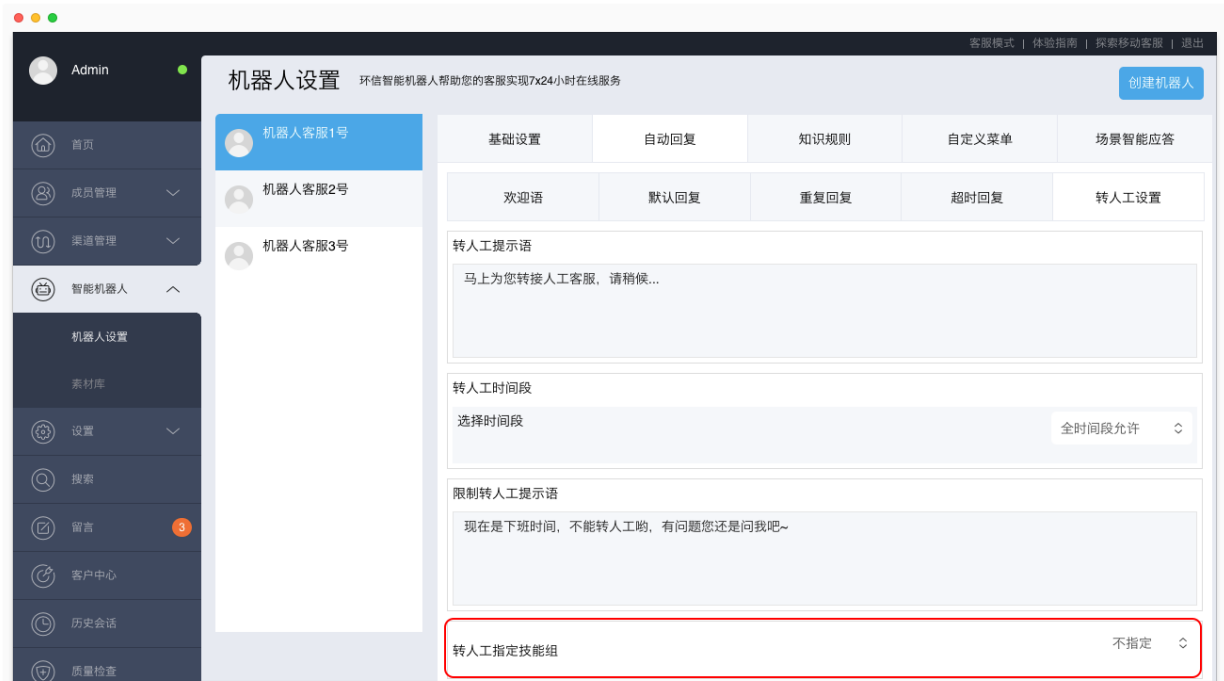 客服模式 | 体验指南 | 探索移动客服 | 退出
Admin
机器人设置 环信智能机器人帮助您的客服实现7x24小时在线服务
创建机器人
首页
成员管理
渠道管理
智能机器人
机器人设置
素材库
设置
搜索
留言 3
客户中心
历史会话
质量检查
机器人客服1号
机器人客服2号
机器人客服3号
基础设置 自动回复 知识规则 自定义菜单 场景智能应答
欢迎语 默认回复 重复回复 超时回复 转人工设置
转人工提示语
马上为您转接人工客服，请稍候...
转人工时间段
选择时间段 全时间段允许
限制转人工提示语
现在是下班时间，不能转人工哟，有问题您还是问我吧~
转人工指定技能组 不指定